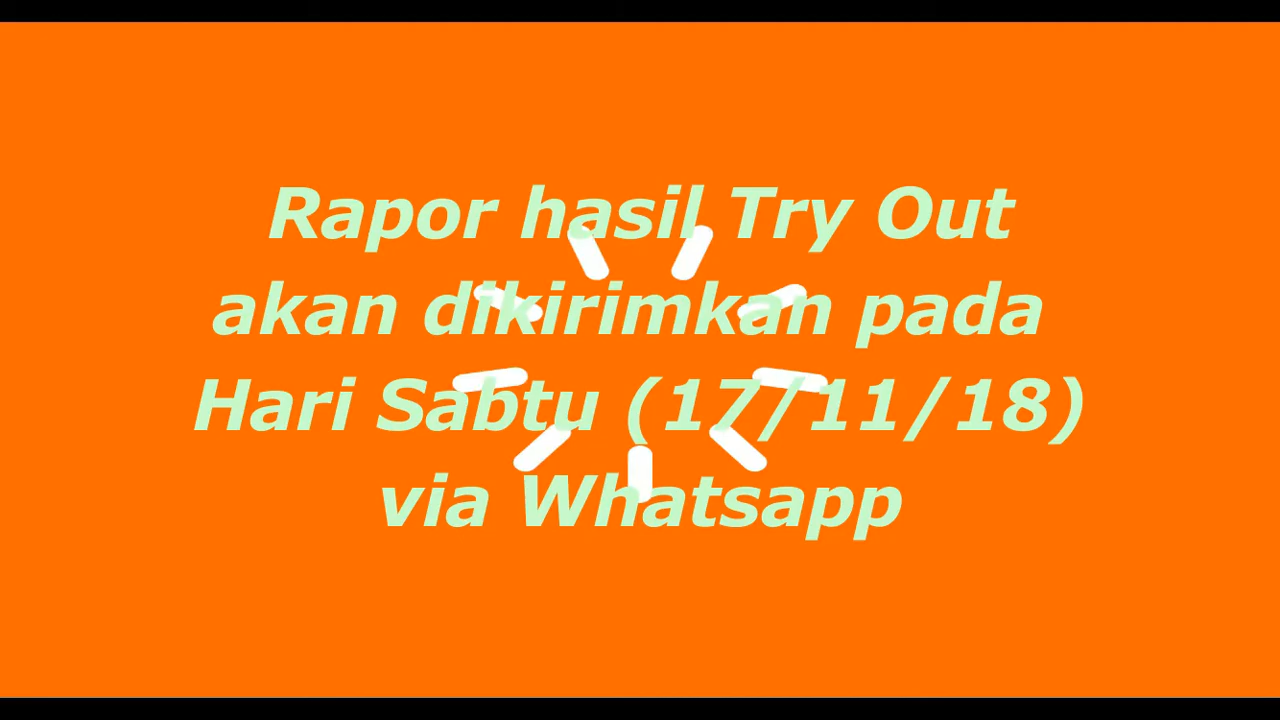 Rapor hasil Try Out
akan dikirimkan pada
Hari Sabtu (17/11/18)
via Whatsapp